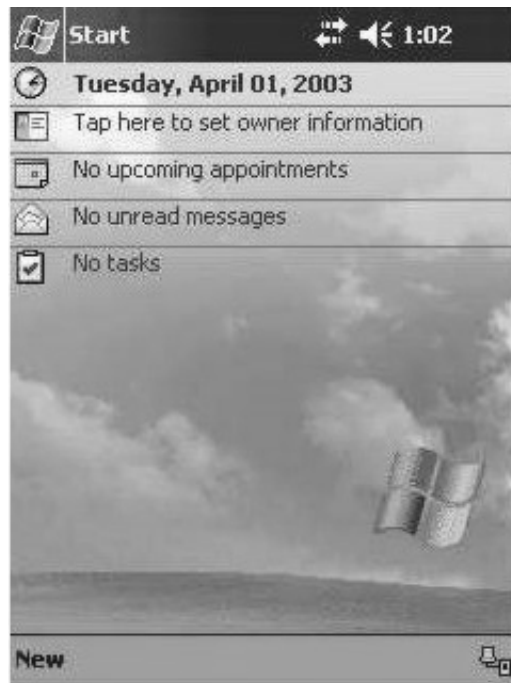 Start 1:02
Tuesday, April 01, 2003
Tap here to set owner information
No upcoming appointments
No unread messages
No tasks
New